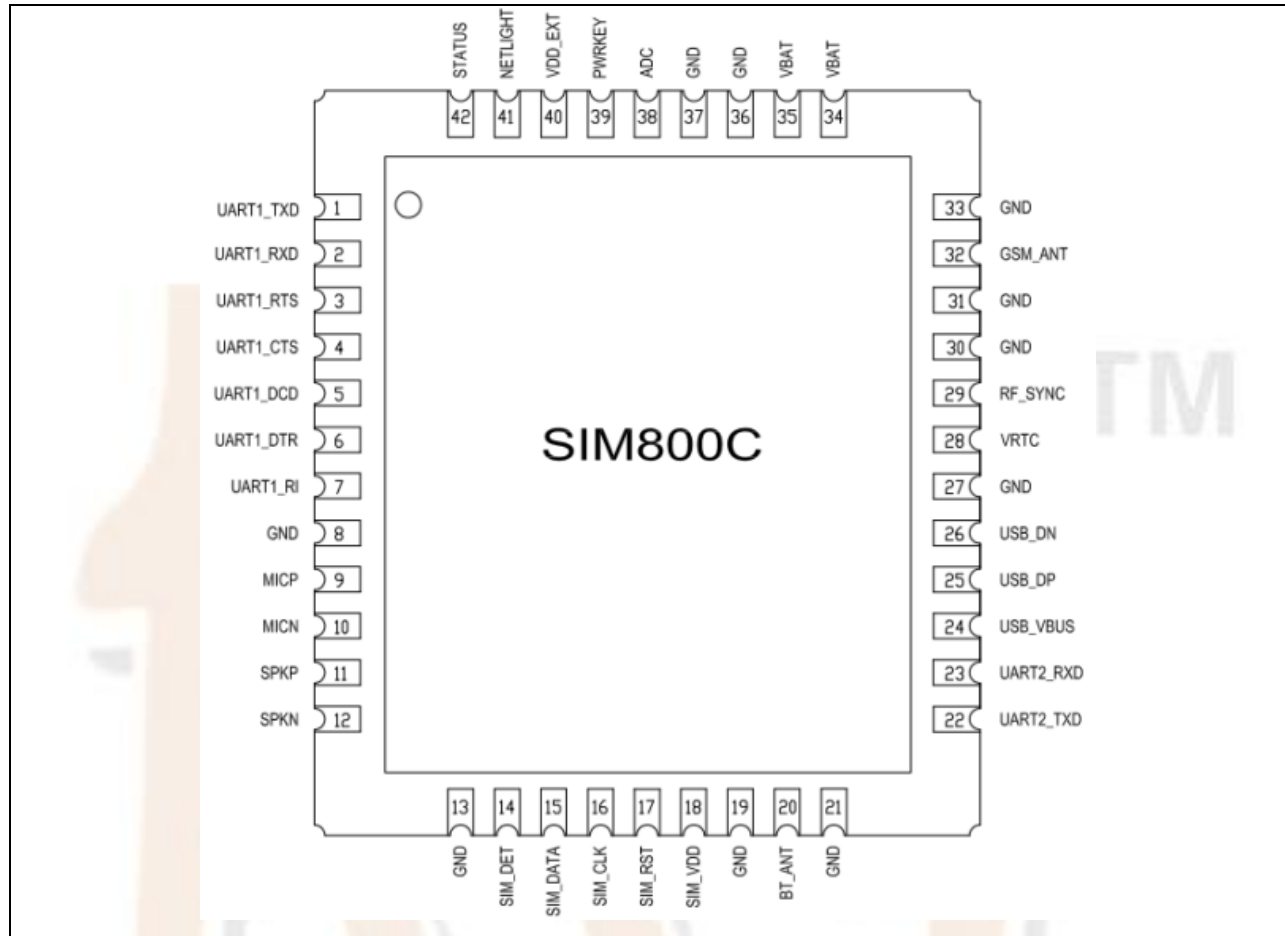 STATUS
NETLIGHT
VDD_EXT
PWRKEY
ADC
GND
GND
VBAT
VBAT
42 41 40 39 38 37 36 35 34
UART1_TXD 1
33 GND
UART1_RXD 2
32 GSM_ANT
UART1_RTS 3
31 GND
UART1_CTS 4
30 GND
UART1_DCD 5
29 RF_SYNC
UART1_DTR 6
28 VRTC
UART1_RI 7
27 GND
GND 8
26 USB_DN
MICP 9
25 USB_DP
MICN 10
24 USB_VBUS
SPKP 11
23 UART2_RXD
SPKN 12
22 UART2_TXD
SIM800C
TM
13 14 15 16 17 18 19 20 21
GND
SIM_DET
SIM_DATA
SIM_CLK
SIM_RST
SIM_VDD
GND
BT_ANT
GND